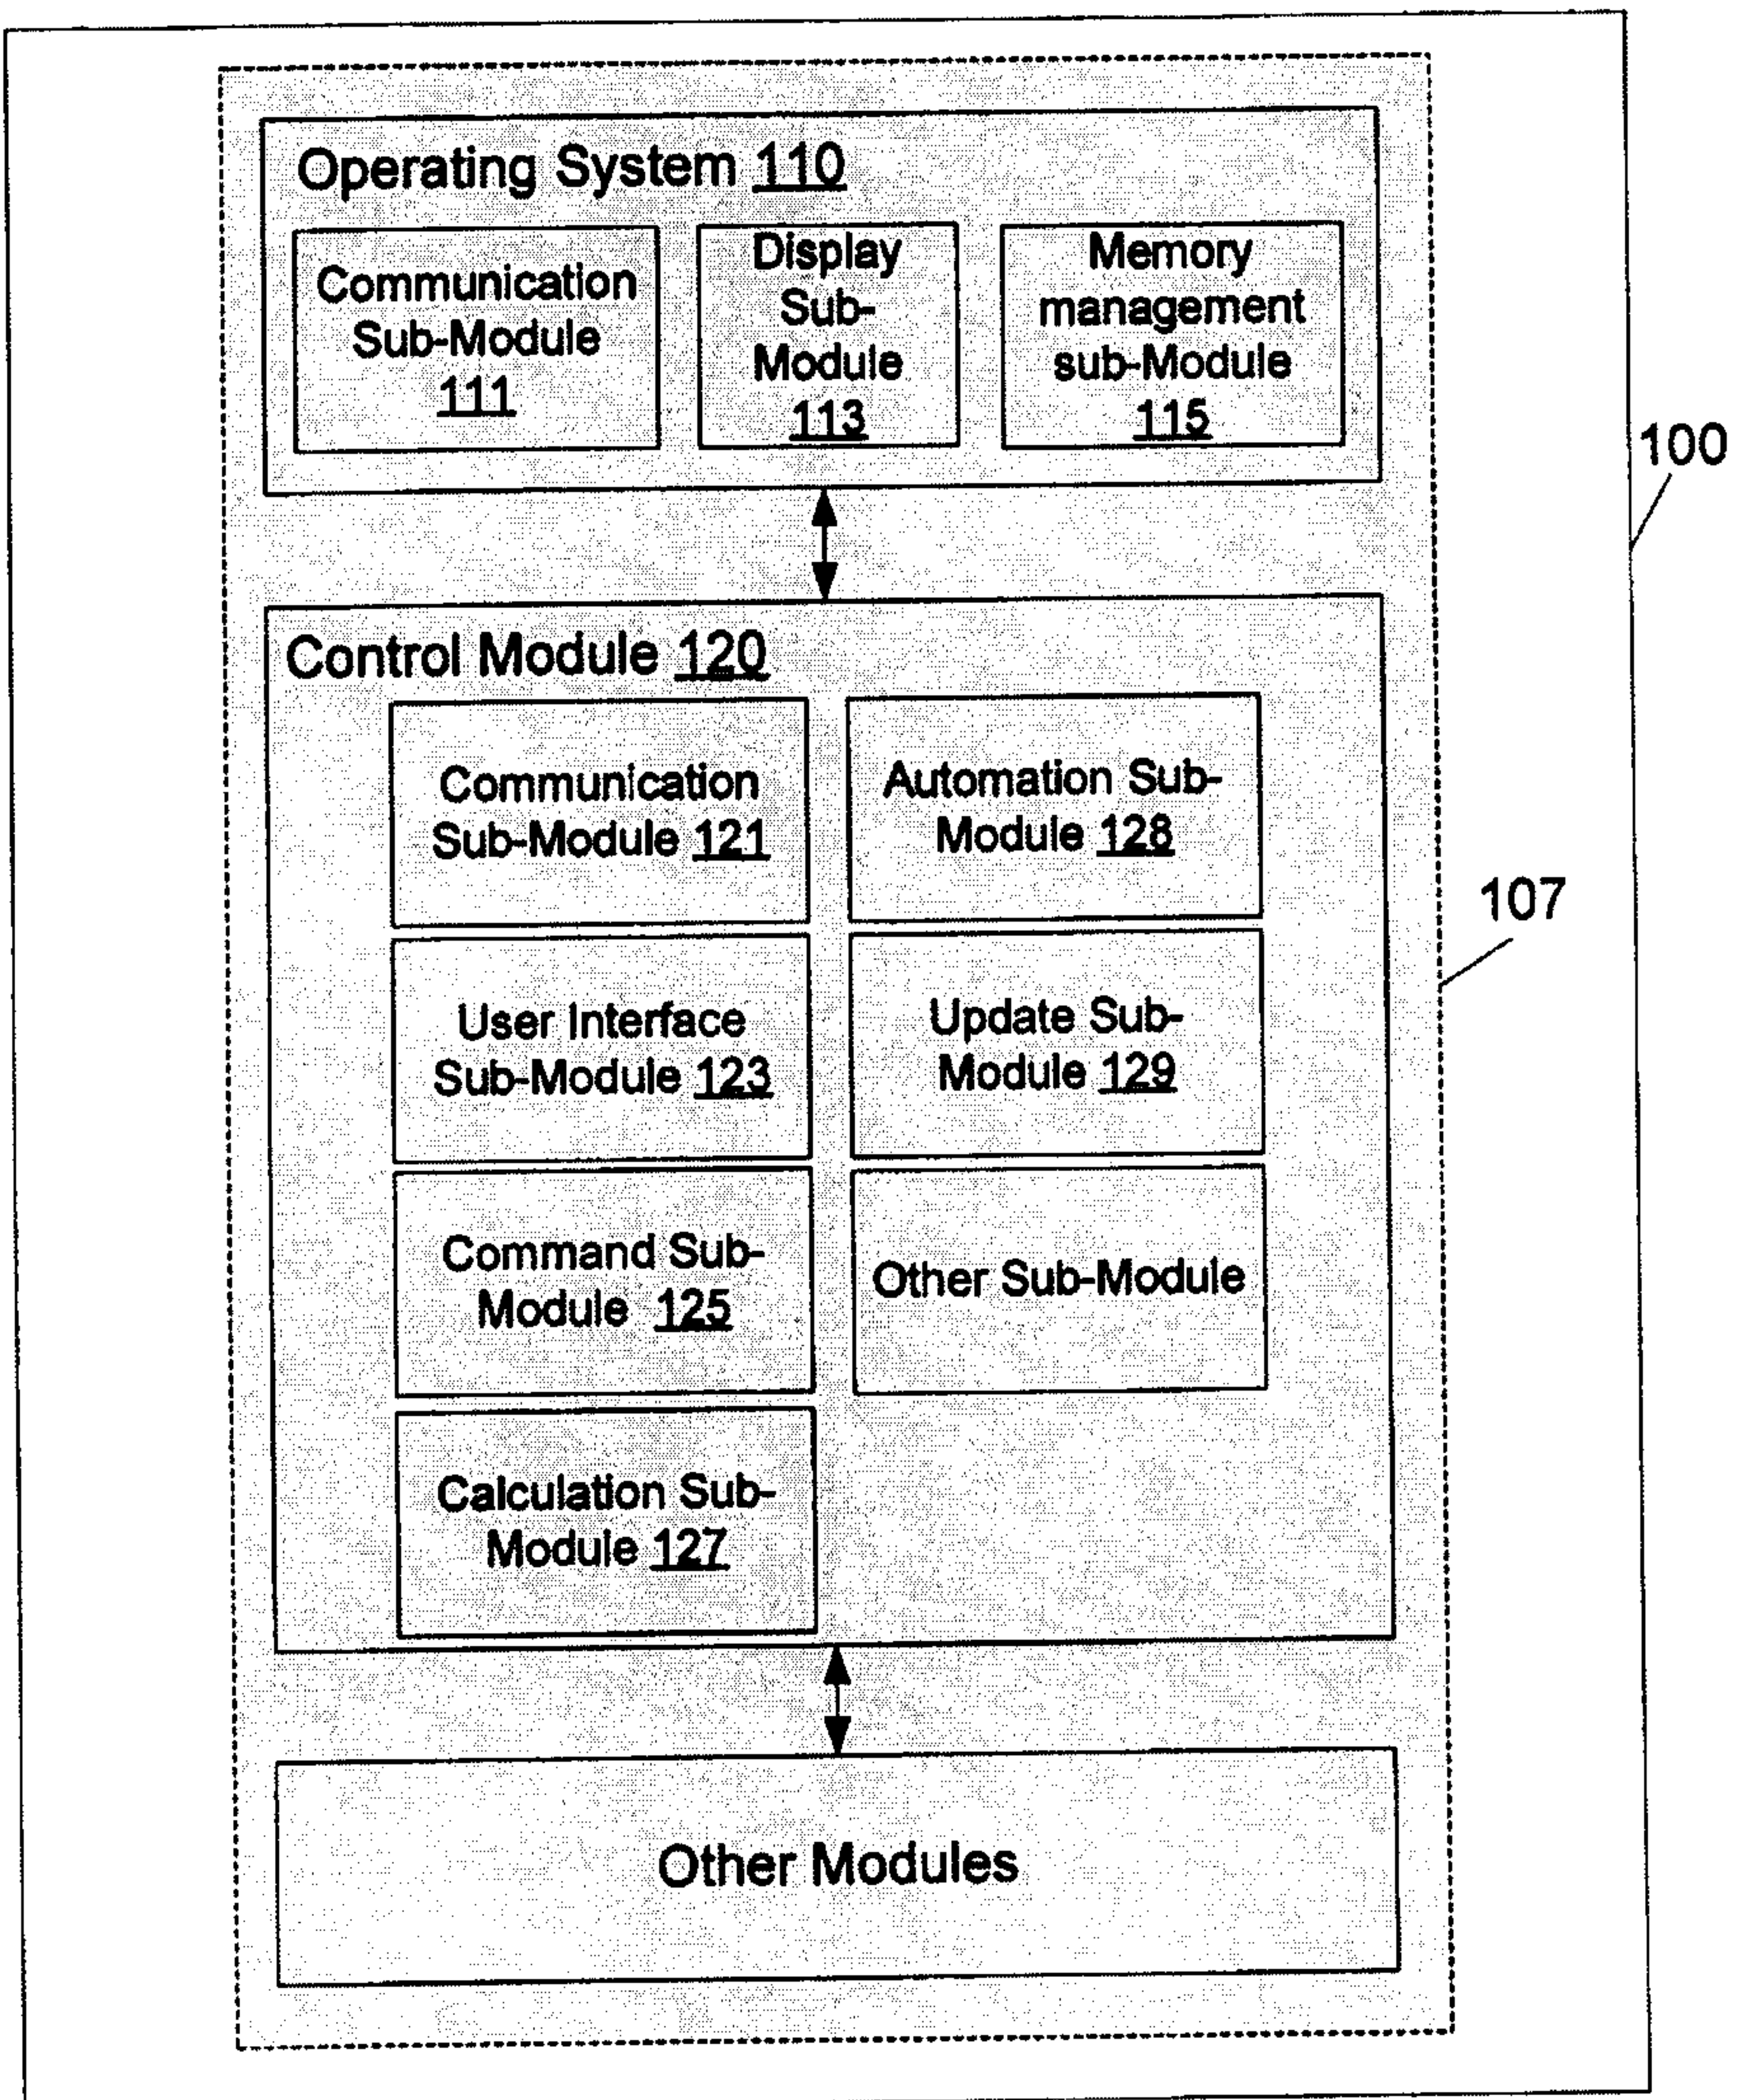 Operating System 110
Communication
Sub-Module
111
Display
Sub-
Module
113
Memory
management
sub-Module
115
100
Control Module 120
Communication
Sub-Module 121
Automation Sub-
Module 128
107
User Interface
Sub-Module 123
Update Sub-
Module 129
Command Sub-
Module 125
Other Sub-Module
Calculation Sub-
Module 127
Other Modules